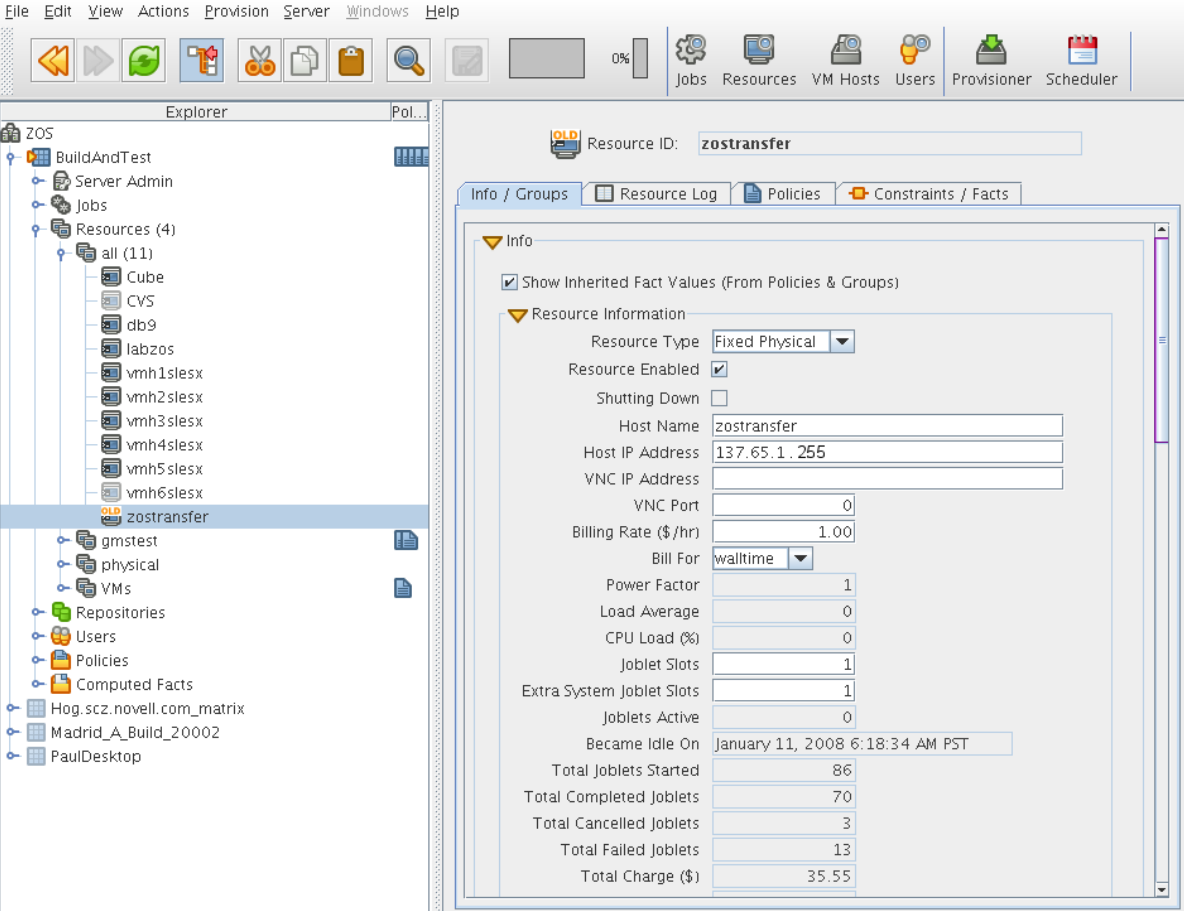 File Edit View Actions Provision Server Windows Help
0%
Jobs Resources VM Hosts Users Provisioner Scheduler
Explorer Pol...
ZOS
BuildAndTest
Server Admin
Jobs
Resources (4)
all (11)
Cube
CVS
db9
labzos
vmh1slesx
vmh2slesx
vmh3slesx
vmh4slesx
vmh5slesx
vmh6slesx
OLD zostransfer
gmstest
physical
VMs
Repositories
Users
Policies
Computed Facts
Hog.scz.novell.com_matrix
Madrid_A_Build_20002
PaulDesktop
OLD Resource ID: zostransfer
Info / Groups Resource Log Policies Constraints / Facts
Info
Show Inherited Fact Values (From Policies & Groups)
Resource Information
Resource Type Fixed Physical
Resource Enabled
Shutting Down
Host Name zostransfer
Host IP Address 137.65.1.255
VNC IP Address
VNC Port 0
Billing Rate ($/hr) 1.00
Bill For walltime
Power Factor 1
Load Average 0
CPU Load (%) 0
Joblet Slots 1
Extra System Joblet Slots 1
Joblets Active 0
Became Idle On January 11, 2008 6:18:34 AM PST
Total Joblets Started 86
Total Completed Joblets 70
Total Cancelled Joblets 3
Total Failed Joblets 13
Total Charge ($) 35.55